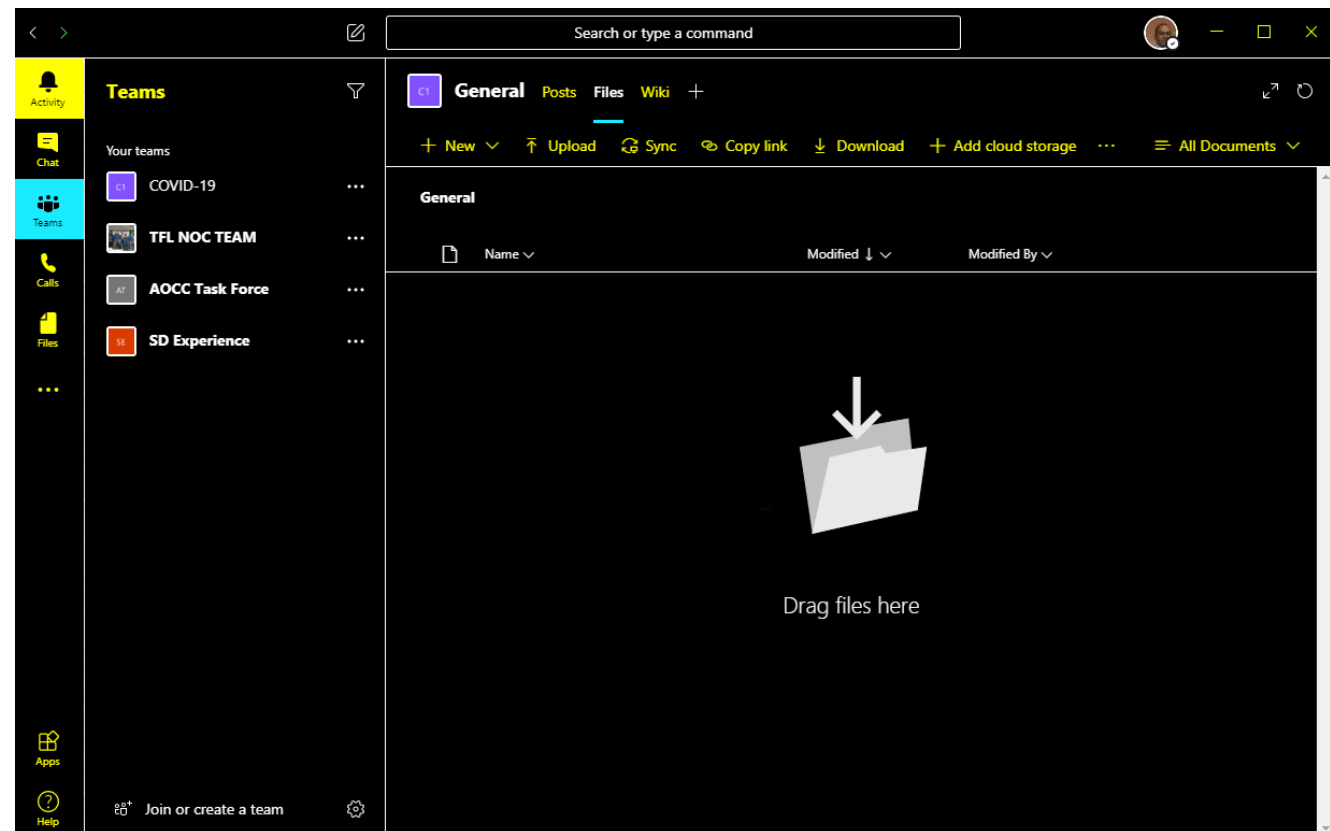 Search or type a command
Activity
Chat
Teams
Calls
Files
Apps
Help
Teams
Your teams
C1 COVID-19
TFL NOC TEAM
AT AOCC Task Force
SE SD Experience
Join or create a team
C1 General Posts Files Wiki
New Upload Sync Copy link Download Add cloud storage ... All Documents
General
Name Modified Modified By
Drag files here